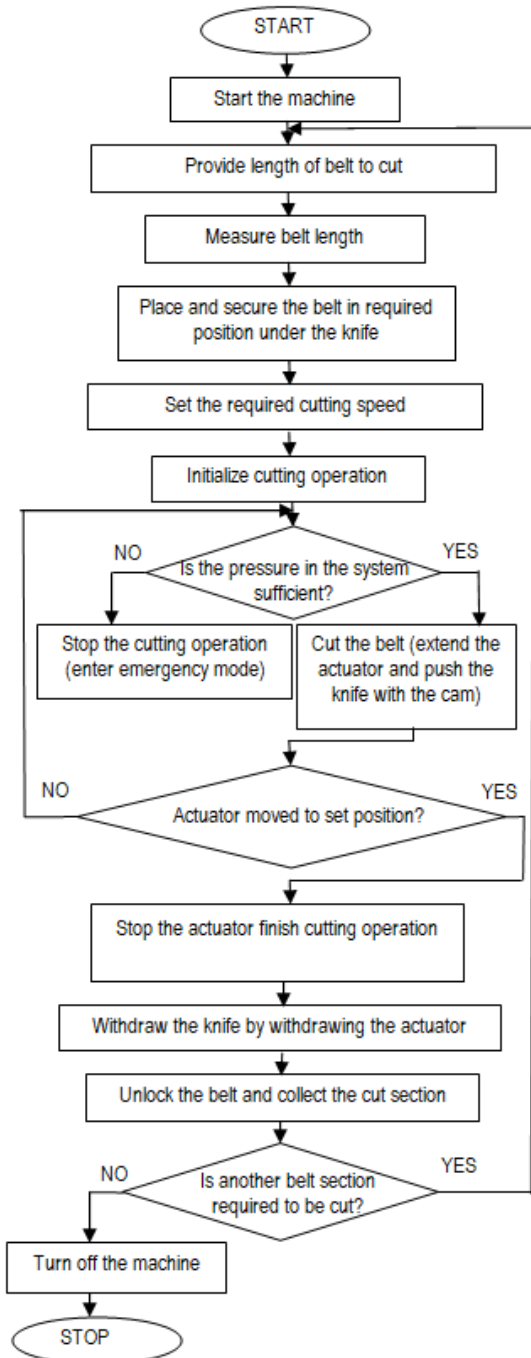 START
Start the machine
Provide length of belt to cut
Measure belt length
Place and secure the belt in required
position under the knife
Set the required cutting speed
Initialize cutting operation
NO
YES
Is the pressure in the system
sufficient?
Stop the cutting operation
(enter emergency mode)
Cut the belt (extend the
actuator and push the
knife with the cam)
NO
YES
Actuator moved to set position?
Stop the actuator finish cutting operation
Withdraw the knife by withdrawing the actuator
Unlock the belt and collect the cut section
NO
YES
Is another belt section
required to be cut?
Turn off the machine
STOP